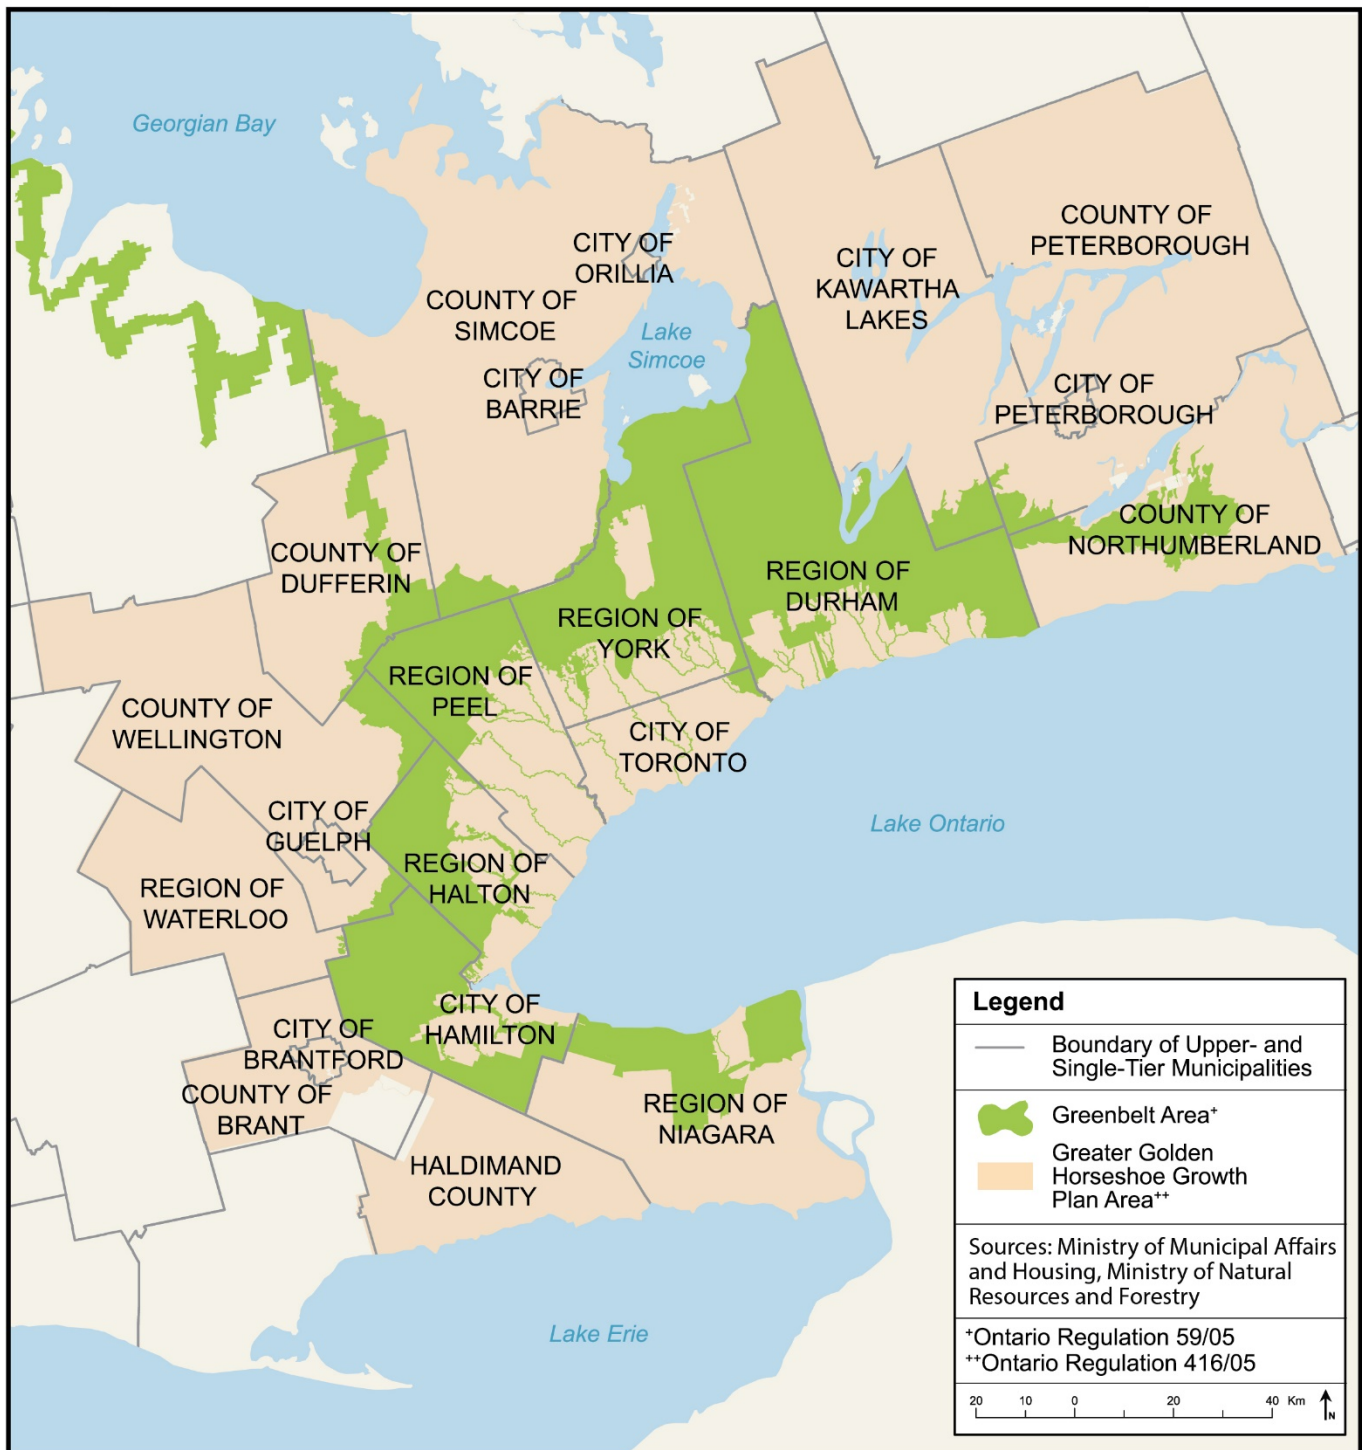 Georgian Bay
COUNTY OF
PETERBOROUGH
CITY OF
ORILLIA
CITY OF
KAWARTHA
LAKES
COUNTY OF
SIMCOE
Lake
Simcoe
CITY OF
BARRIE
CITY OF
PETERBOROUGH
COUNTY OF
NORTHUMBERLAND
COUNTY OF
DUFFERIN
REGION OF
DURHAM
REGION OF
YORK
REGION OF
PEEL
COUNTY OF
WELLINGTON
CITY OF
TORONTO
CITY OF
GUELPH
Lake Ontario
REGION OF
HALTON
REGION OF
WATERLOO
CITY OF
HAMILTON
CITY OF
BRANTFORD
COUNTY OF
BRANT
REGION OF
NIAGARA
HALDIMAND
COUNTY
Lake Erie
Legend
Boundary of Upper- and
Single-Tier Municipalities
Greenbelt Area+
Greater Golden
Horseshoe Growth
Plan Area++
Sources: Ministry of Municipal Affairs
and Housing, Ministry of Natural
Resources and Forestry
+Ontario Regulation 59/05
++Ontario Regulation 416/05
20 10 0 20 40 Km
N